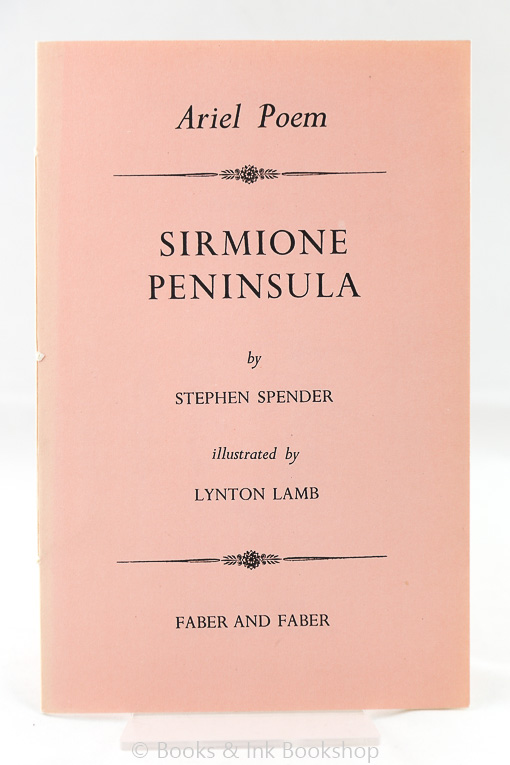 Ariel Poem
SIRMIONE
PENINSULA
by
STEPHEN SPENDER
illustrated by
LYNTON LAMB
FABER AND FABER
© Books & Ink Bookshop